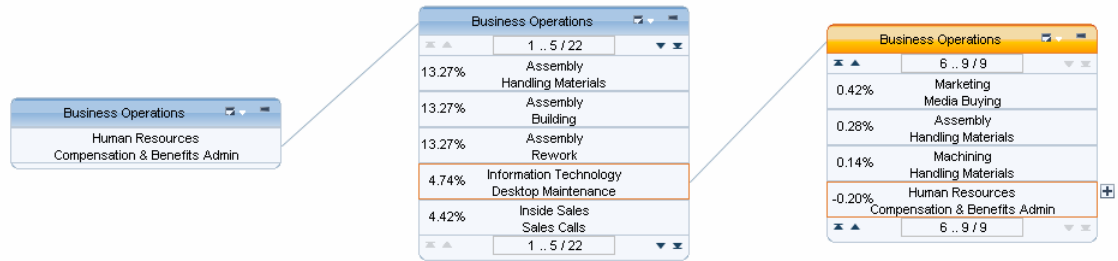 Business Operations
Human Resources
Compensation & Benefits Admin
Business Operations
1 .. 5 / 22
13.27%
Assembly
Handling Materials
13.27%
Assembly
Building
13.27%
Assembly
Rework
4.74%
Information Technology
Desktop Maintenance
4.42%
Inside Sales
Sales Calls
1 .. 5 / 22
Business Operations
6 .. 9 / 9
0.42%
Marketing
Media Buying
0.28%
Assembly
Handling Materials
0.14%
Machining
Handling Materials
-0.20%
Human Resources
Compensation & Benefits Admin
6 .. 9 / 9